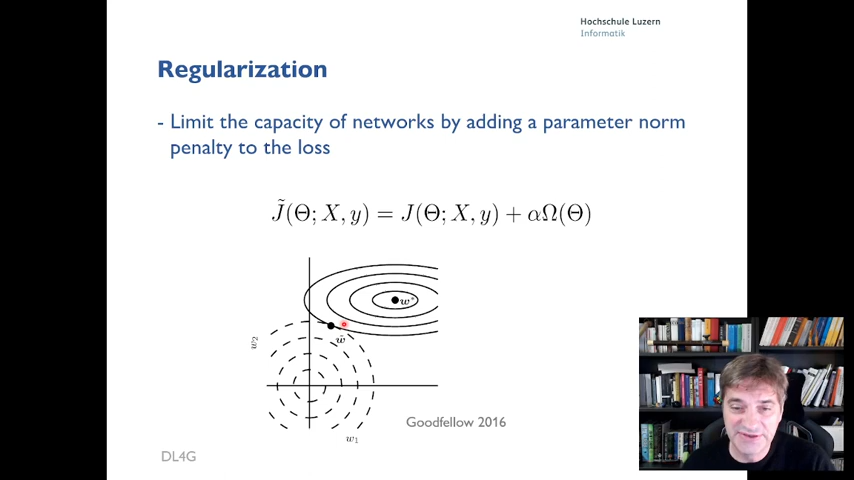 Hochschule Luzern
Informatik
Regularization
- Limit the capacity of networks by adding a parameter norm
penalty to the loss
J̃(Θ; X, y) = J(Θ; X, y) + αΩ(Θ)
w*
w̃
w₂
w₁
Goodfellow 2016
DL4G